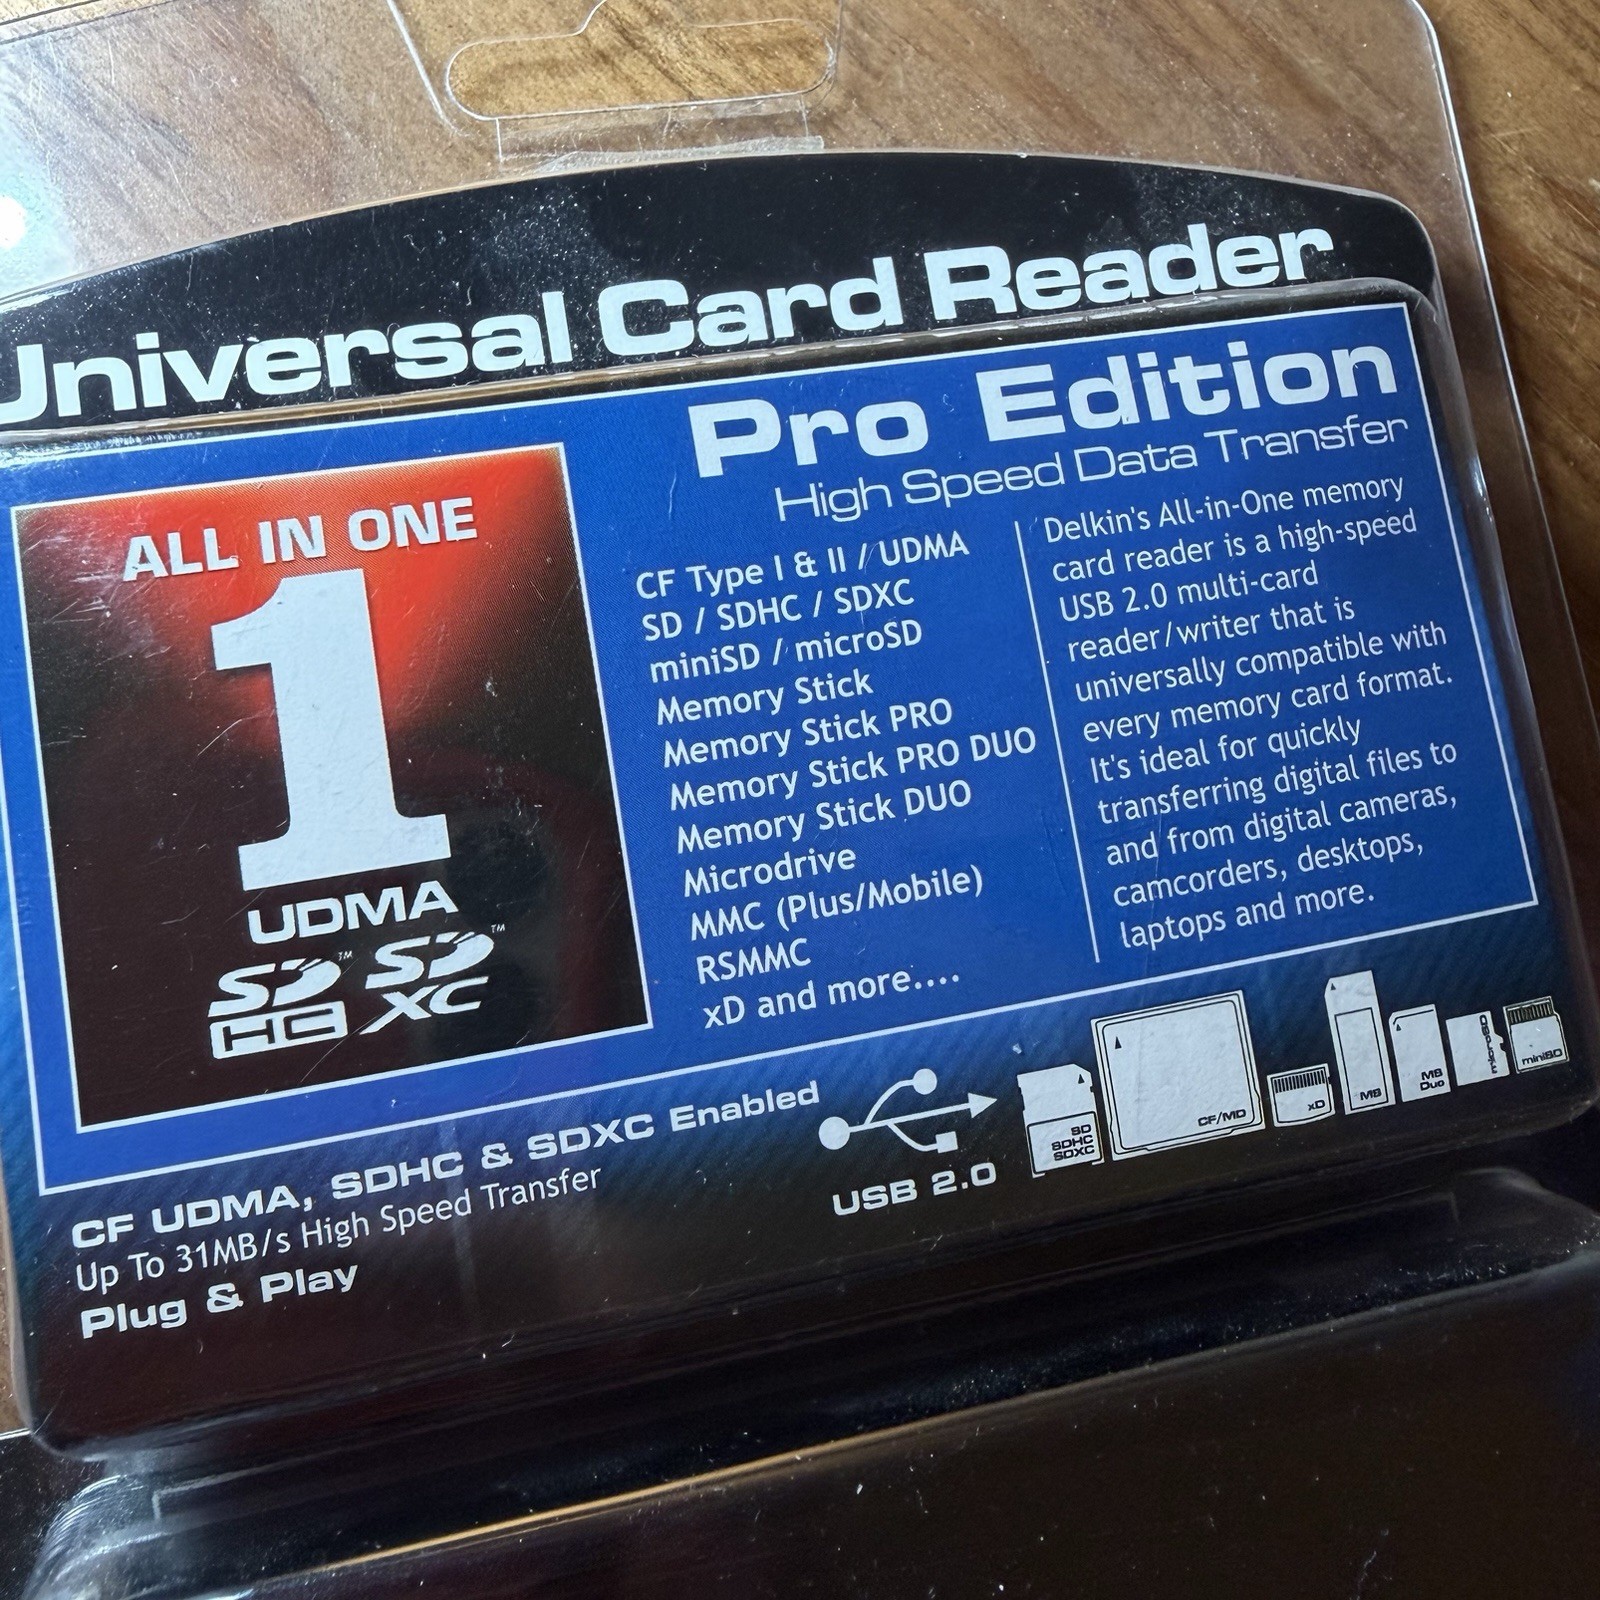 Universal Card Reader
Pro Edition
High Speed Data Transfer
ALL IN ONE
1
UDMA
SD™ SD™
HC XC
CF Type I & II / UDMA
SD / SDHC / SDXC
miniSD / microSD
Memory Stick
Memory Stick PRO
Memory Stick PRO DUO
Memory Stick DUO
Microdrive
MMC (Plus/Mobile)
RSMMC
xD and more....
Delkin's All-in-One memory
card reader is a high-speed
USB 2.0 multi-card
reader/writer that is
universally compatible with
every memory card format.
It's ideal for quickly
transferring digital files to
and from digital cameras,
camcorders, desktops,
laptops and more.
CF UDMA, SDHC & SDXC Enabled
Up To 31MB/s High Speed Transfer
Plug & Play
USB 2.0
SD
SDHC
SDXC
CF/MD
xD
MS
MS
Duo
microSD
miniSD